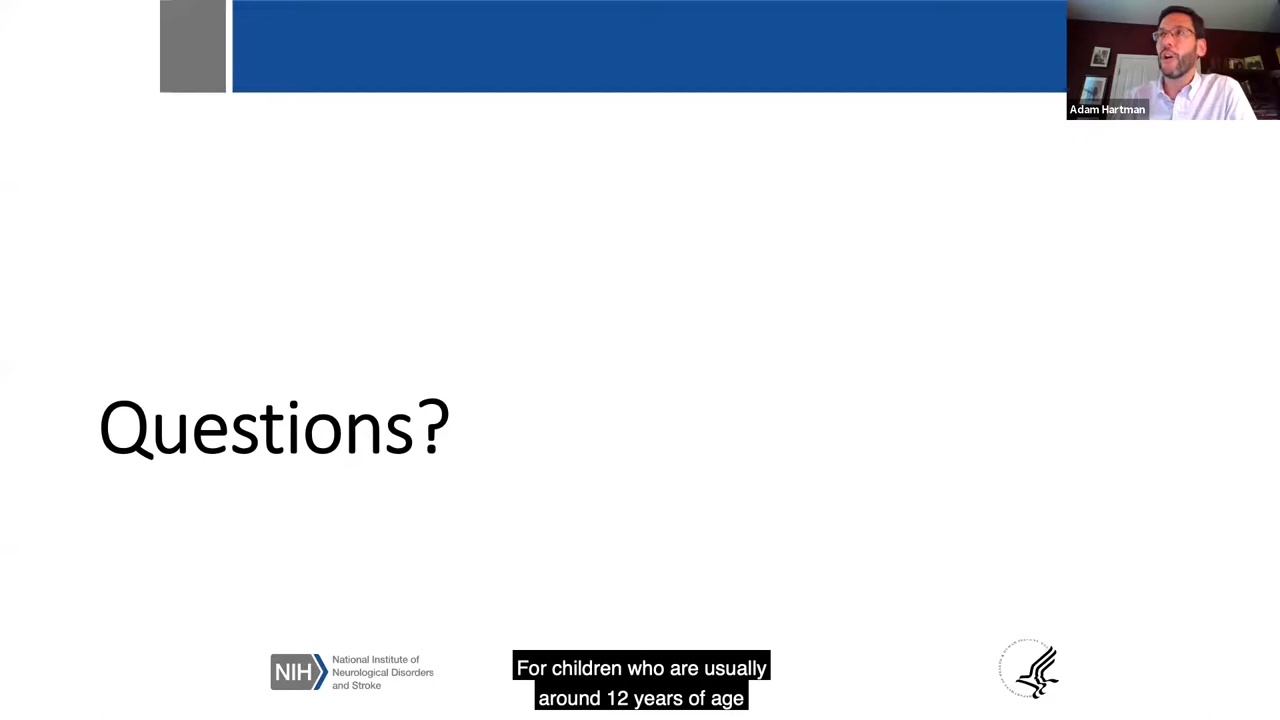 Adam Hartman
Questions?
NIH
National Institute of
Neurological Disorders
and Stroke
For children who are usually
around 12 years of age